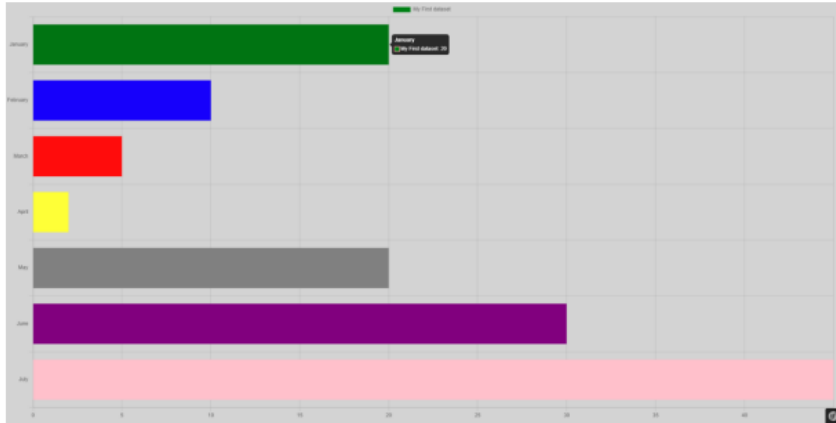 My First dataset
January
January
My First dataset: 20
February
March
April
May
June
July
0 5 10 15 20 25 30 35 40